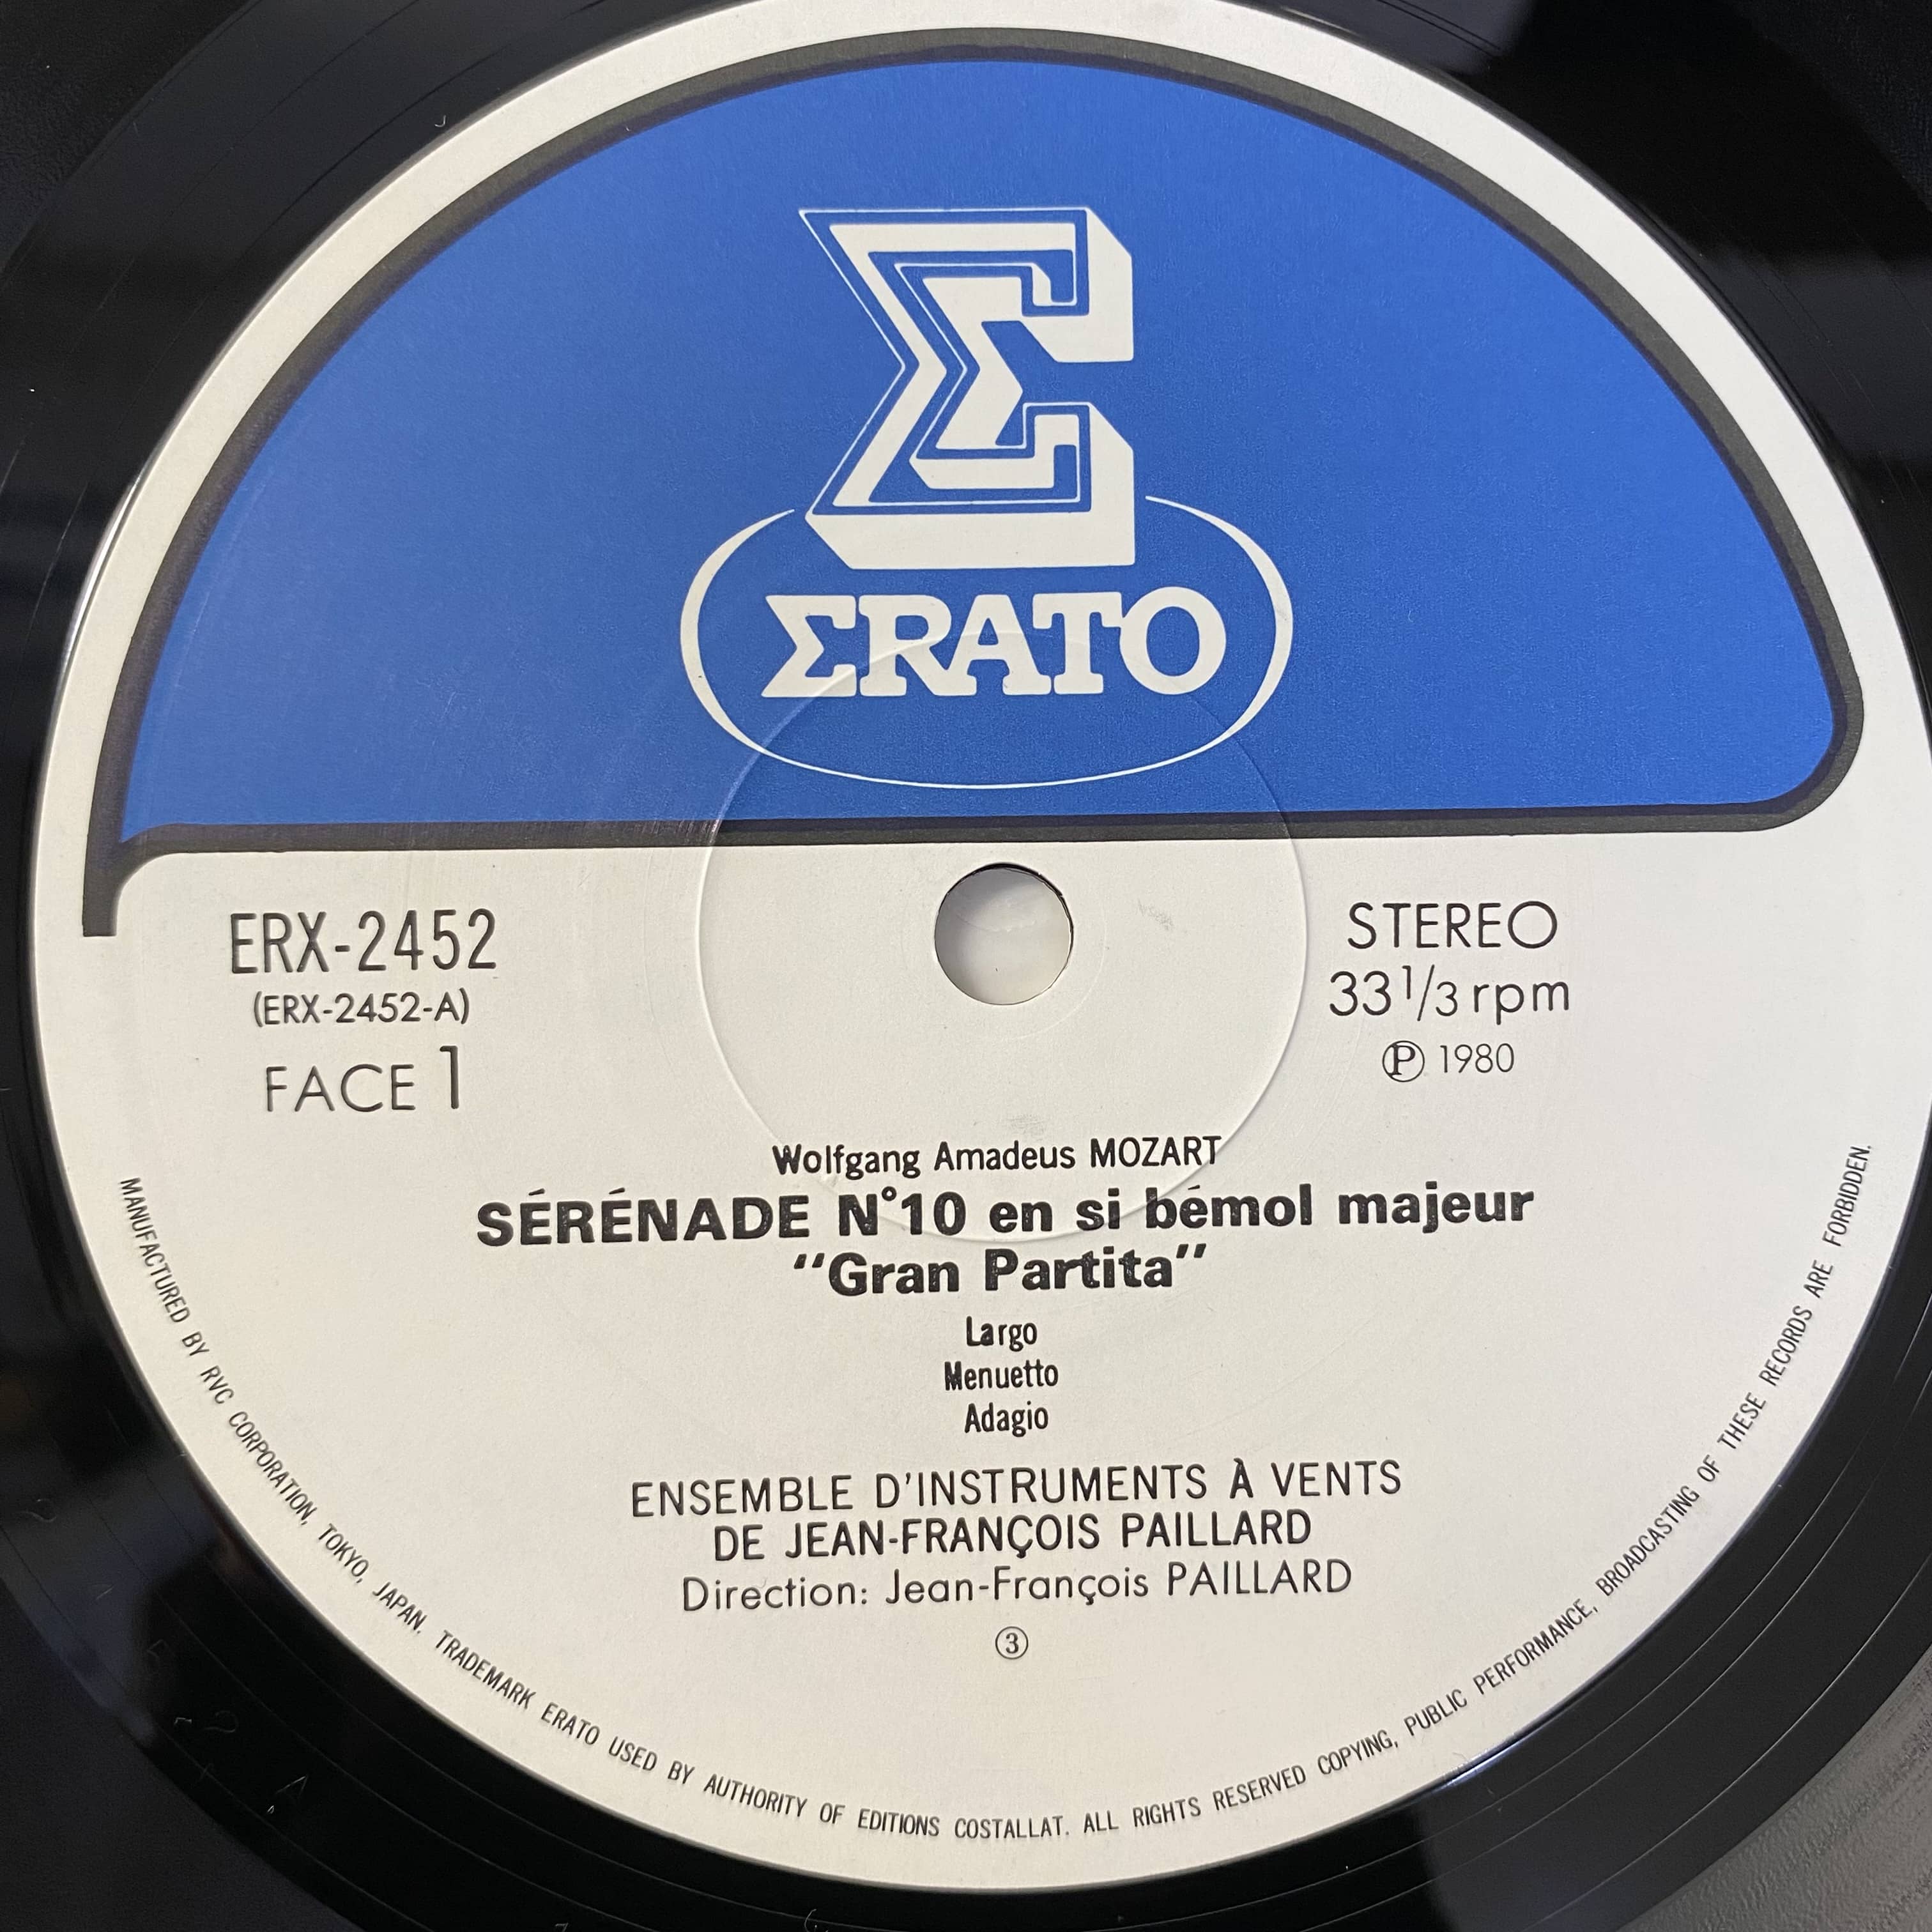 Σ
ΣRATO
ERX-2452
(ERX-2452-A)
FACE 1
STEREO
33 1/3 rpm
Ⓟ 1980
Wolfgang Amadeus MOZART
SÉRÉNADE N°10 en si bémol majeur
"Gran Partita"
Largo
Menuetto
Adagio
ENSEMBLE D'INSTRUMENTS À VENTS
DE JEAN-FRANÇOIS PAILLARD
Direction: Jean-François PAILLARD
③
MANUFACTURED BY RVC CORPORATION, TOKYO, JAPAN. TRADEMARK ERATO USED BY AUTHORITY OF EDITIONS COSTALLAT. ALL RIGHTS RESERVED COPYING, PUBLIC PERFORMANCE, BROADCASTING OF THESE RECORDS ARE FORBIDDEN.